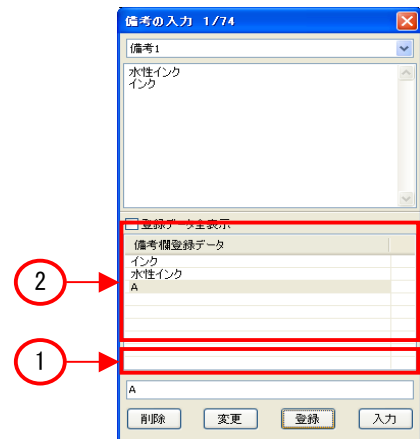 備考の入力 1/74
備考1
水性インク
インク
登録データ全表示
備考欄登録データ
インク
水性インク
A
2
1
A
削除 変更 登録 入力